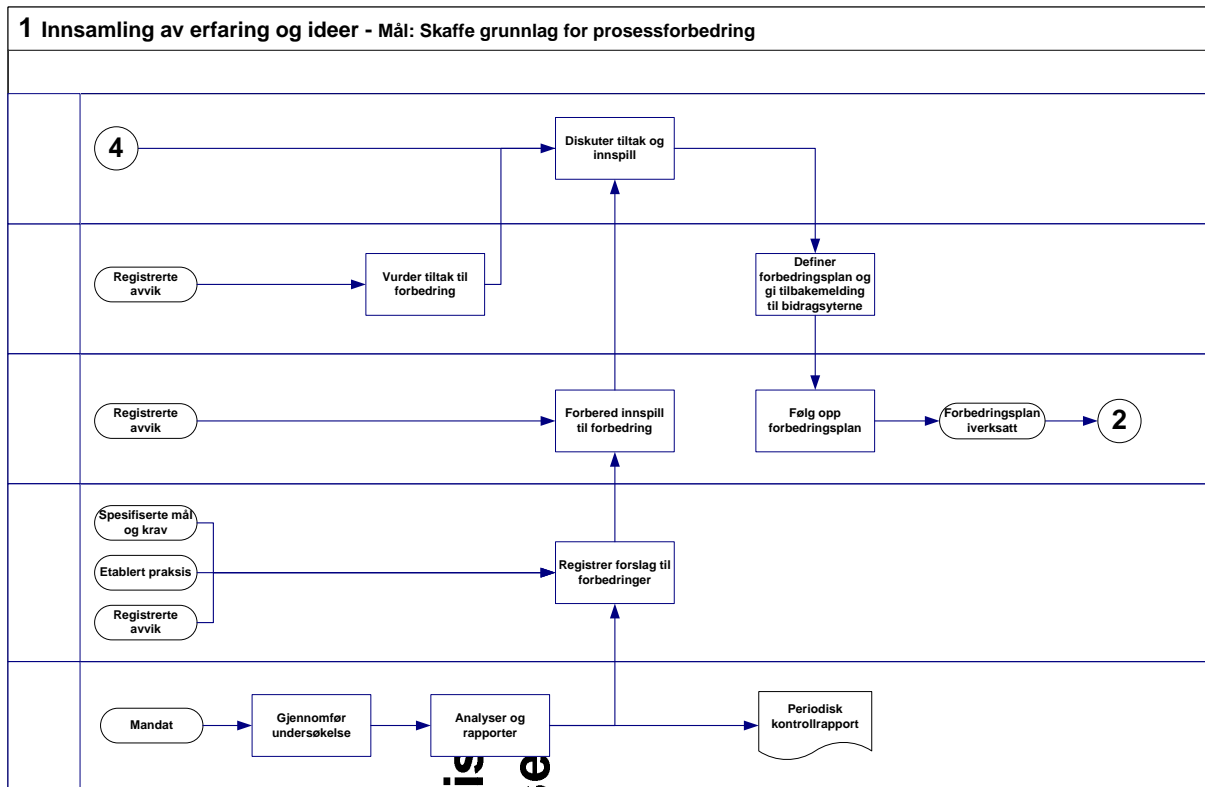 1 Innsamling av erfaring og ideer - Mål: Skaffe grunnlag for prosessforbedring
4
Diskuter tiltak og
innspill
Registrerte
avvik
Vurder tiltak til
forbedring
Definer
forbedringsplan og
gi tilbakemelding
til bidragsyterne
Registrerte
avvik
Forbered innspill
til forbedring
Følg opp
forbedringsplan
Forbedringsplan
iverksatt
2
Spesifiserte mål
og krav
Etablert praksis
Registrerte
avvik
Registrer forslag til
forbedringer
Mandat
Gjennomfør
undersøkelse
Analyser og
rapporter
Periodisk
kontrollrapport
is